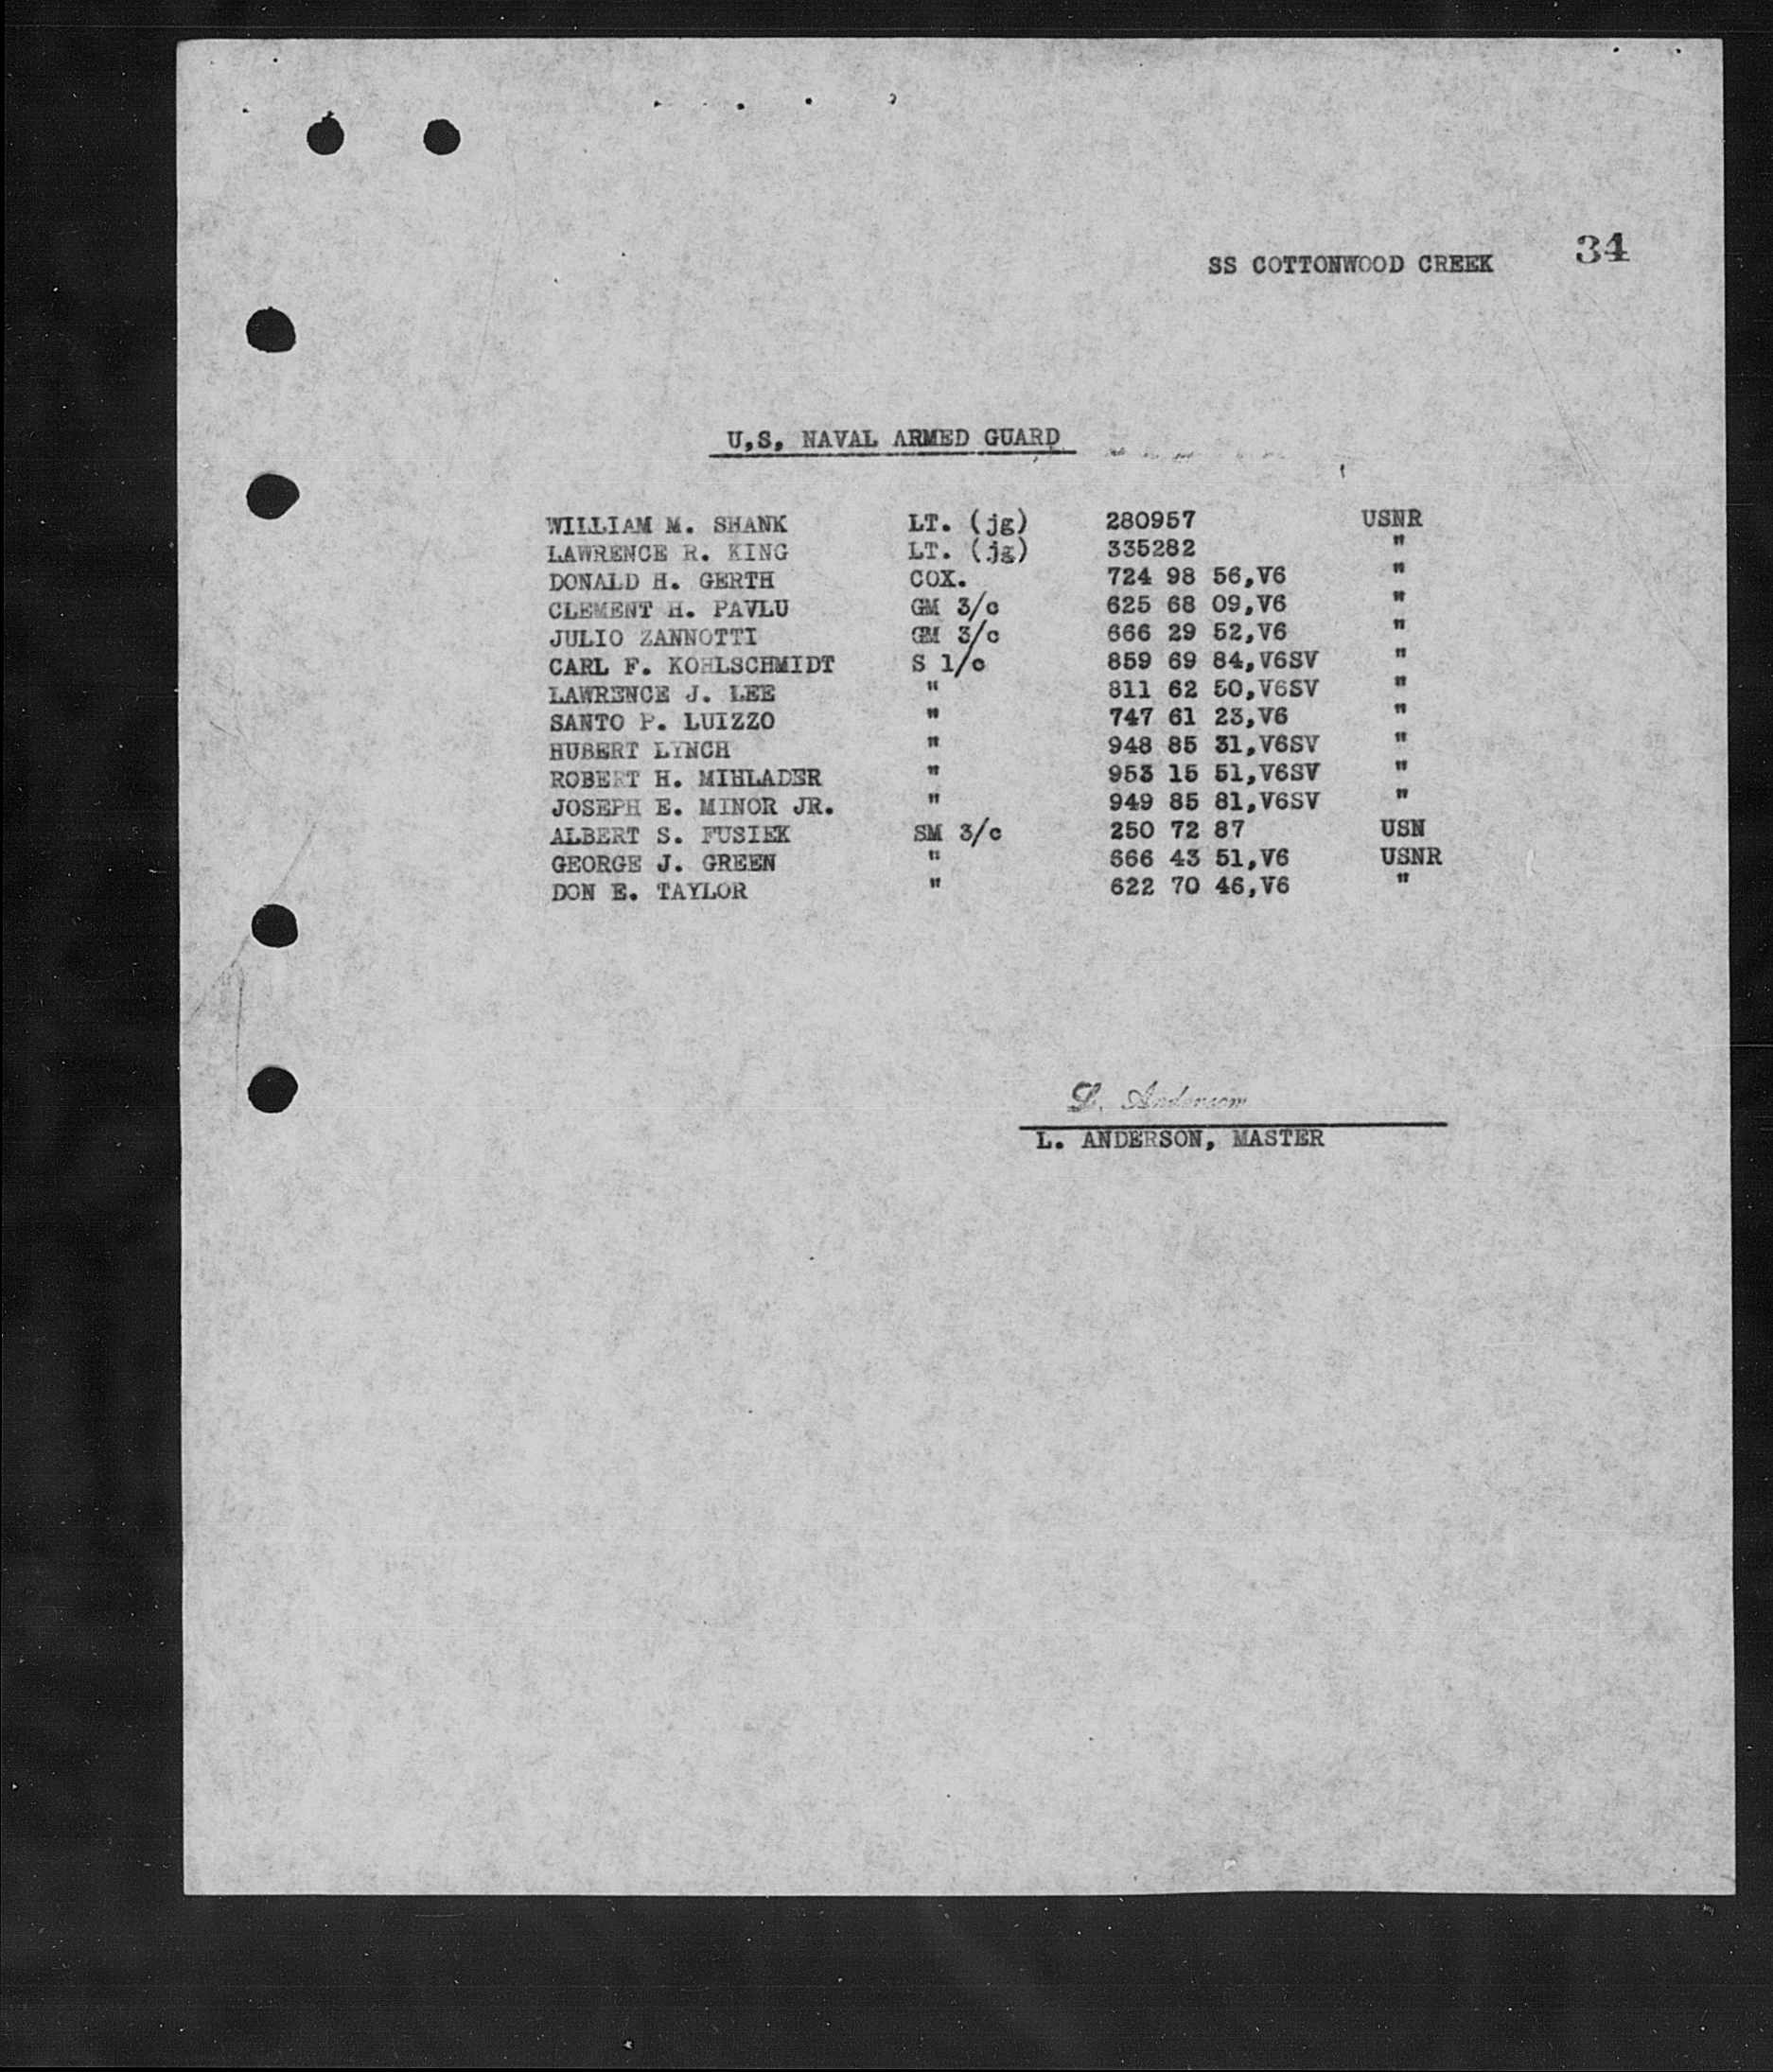 SS COTTONWOOD CREEK 34
U,S, NAVAL ARMED GUARD
WILLIAM M. SHANK LT. (jg) 280957 USNR
LAWRENCE R. KING LT. (jg) 335282 "
DONALD H. GERTH COX. 724 98 56,V6 "
CLEMENT H. PAVLU GM 3/c 625 68 09,V6 "
JULIO ZANNOTTI GM 3/c 666 29 52,V6 "
CARL F. KOHLSCHMIDT S 1/c 859 69 84,V6SV "
LAWRENCE J. LEE " 811 62 50,V6SV "
SANTO P. LUIZZO " 747 61 23,V6 "
HUBERT LYNCH " 948 85 31,V6SV "
ROBERT H. MIHLADER " 953 15 51,V6SV "
JOSEPH E. MINOR JR. " 949 85 81,V6SV "
ALBERT S. FUSIEK SM 3/c 250 72 87 USN
GEORGE J. GREEN " 666 43 51,V6 USNR
DON E. TAYLOR " 622 70 46,V6 "
L. Anderson
L. ANDERSON, MASTER